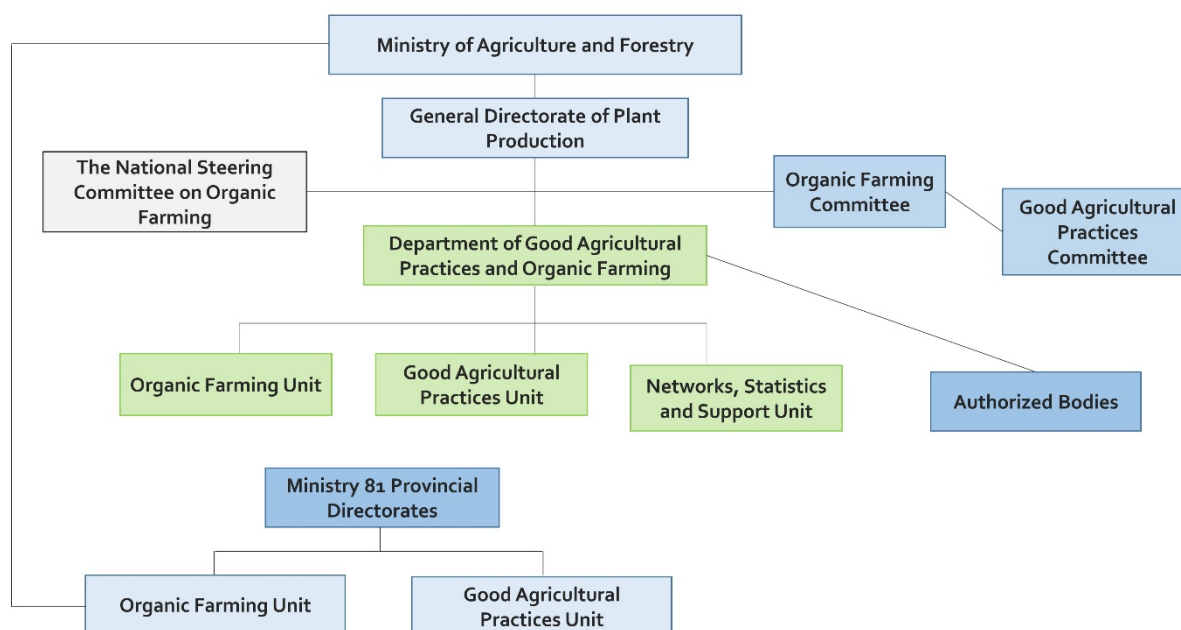 Ministry of Agriculture and Forestry
General Directorate of Plant
Production
The National Steering
Committee on Organic
Farming
Organic Farming
Committee
Good Agricultural
Practices
Committee
Department of Good Agricultural
Practices and Organic Farming
Organic Farming Unit
Good Agricultural
Practices Unit
Networks, Statistics
and Support Unit
Authorized Bodies
Ministry 81 Provincial
Directorates
Organic Farming Unit
Good Agricultural
Practices Unit